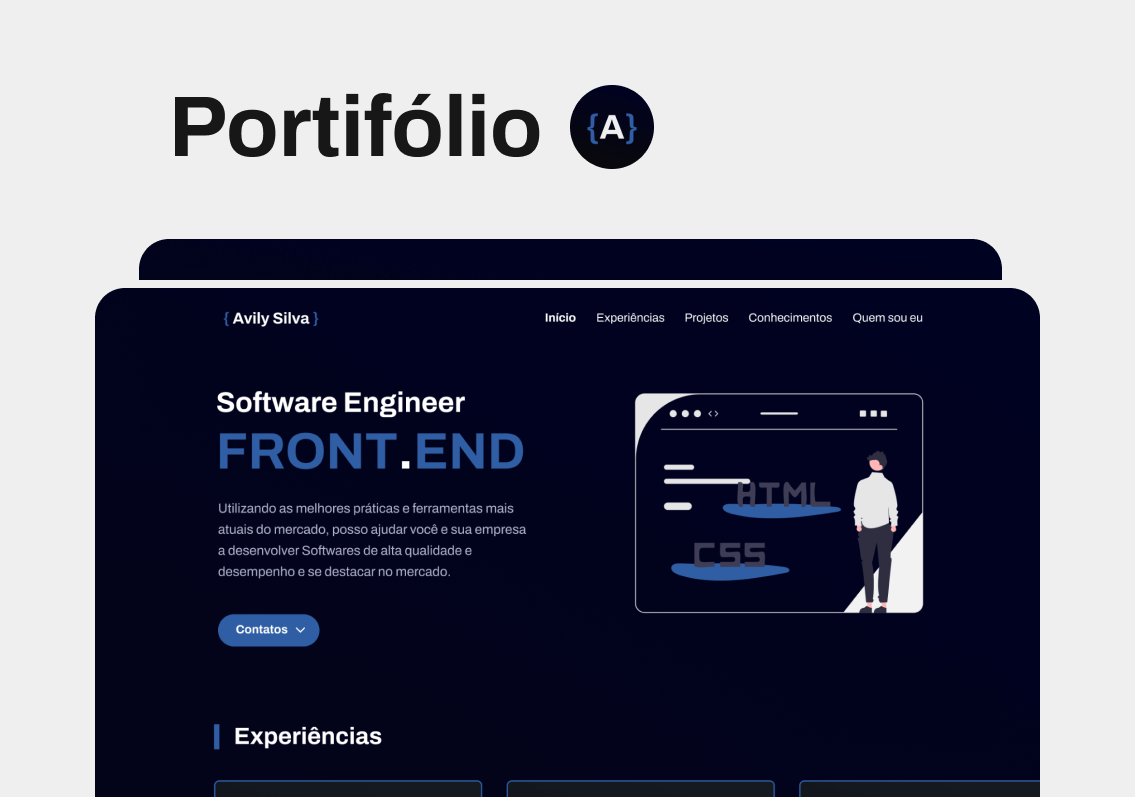 Portifólio {A}
{ Avily Silva }
Início Experiências Projetos Conhecimentos Quem sou eu
Software Engineer
FRONT.END
Utilizando as melhores práticas e ferramentas mais
atuais do mercado, posso ajudar você e sua empresa
a desenvolver Softwares de alta qualidade e
desempenho e se destacar no mercado.
Contatos
<>
HTML
CSS
Experiências